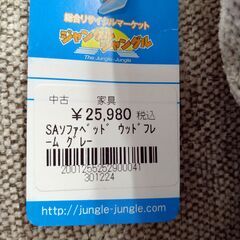 総合リサイクルマーケット
ジャングルジャングル
The Jungle-Jungle
中古 家具
¥25,980 税込
SAソファベッド ウッドフレ
ーム グレー
2001255252900041
301224
http://jungle-jungle.com/